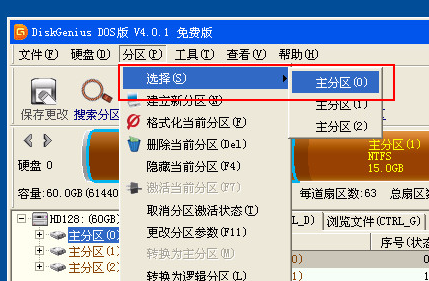 DiskGenius DOS版 V4.0.1 免费版
文件(F) 硬盘(D) 分区(P) 工具(T) 查看(V) 帮助(H)
选择(S)
主分区(0)
主分区(1)
主分区(2)
保存更改 搜索分区
建立新分区(N)
格式化当前分区(F)
删除当前分区(Del)
隐藏当前分区(F4)
激活当前分区(F7)
取消分区激活状态(T)
更改分区参数(F11)
转换为主分区(M)
转换为逻辑分区(L)
硬盘 0
主分区(1)
NTFS
15.0GB
容量:60.0GB(61440
每道扇区数:63 总扇区
HD128: (60GB)
主分区(0)
主分区(1)
主分区(2)
L_D) 浏览文件(CTRL_G)
序号(状态
0) 0
1) 1